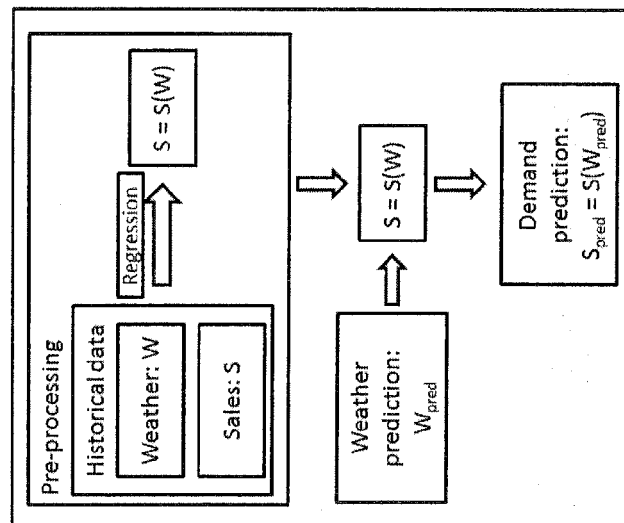 Pre-processing
Historical data
Weather: W
Sales: S
Regression
S = S(W)
Weather
prediction:
W_pred
S = S(W)
Demand
prediction:
S_pred = S(W_pred)